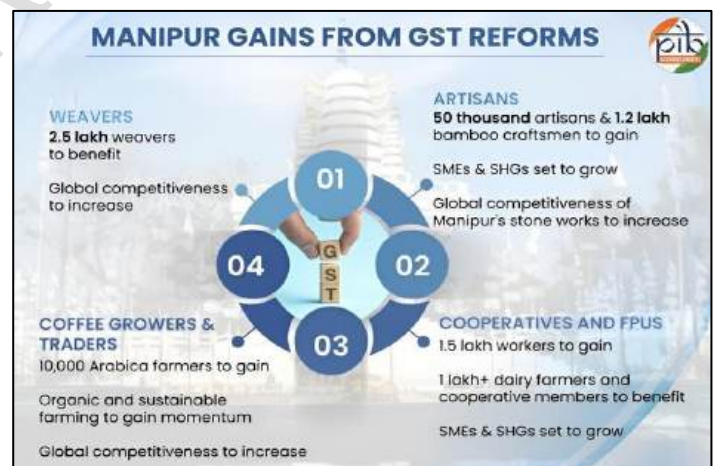 MANIPUR GAINS FROM GST REFORMS
pib
WEAVERS
2.5 lakh weavers
to benefit
Global competitiveness
to increase
ARTISANS
50 thousand artisans & 1.2 lakh
bamboo craftsmen to gain
SMEs & SHGs set to grow
Global competitiveness of
Manipur's stone works to increase
01
02
03
04
G
S
T
COFFEE GROWERS &
TRADERS
10,000 Arabica farmers to gain
Organic and sustainable
farming to gain momentum
Global competitiveness to increase
COOPERATIVES AND FPUS
1.5 lakh workers to gain
1 lakh+ dairy farmers and
cooperative members to benefit
SMEs & SHGs set to grow